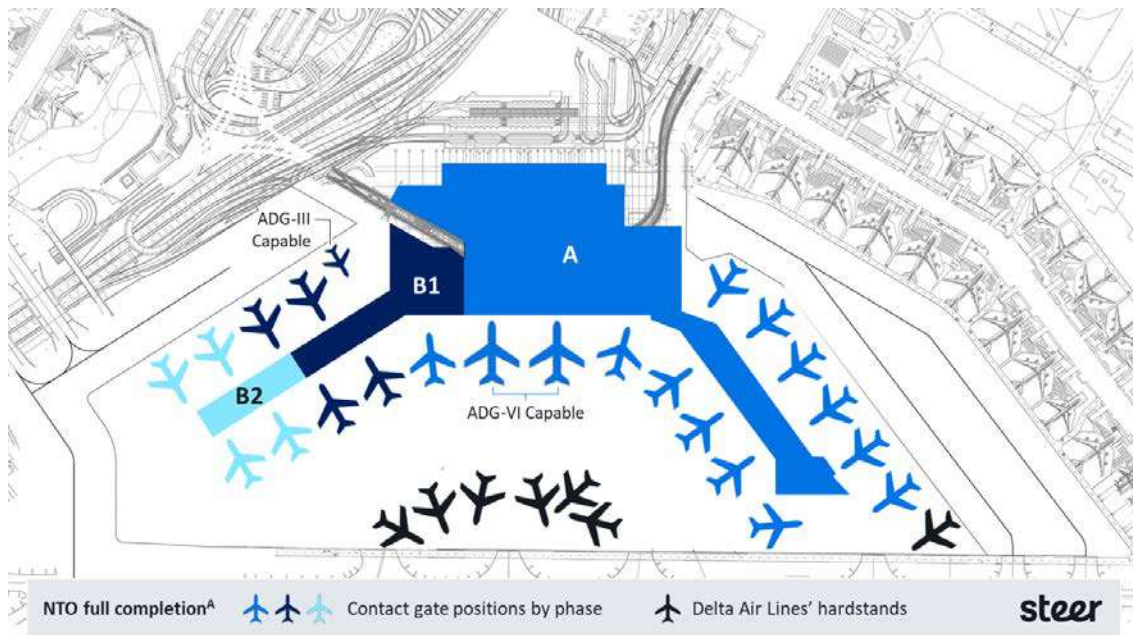 ADG-III
Capable
A
B1
B2
ADG-VI Capable
NTO full completionᴬ
Contact gate positions by phase
Delta Air Lines’ hardstands
steer